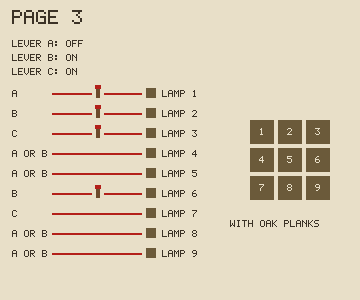 PAGE 3
LEVER A: OFF
LEVER B: ON
LEVER C: ON
A LAMP 1
B LAMP 2
C LAMP 3
A OR B LAMP 4
A OR B LAMP 5
B LAMP 6
C LAMP 7
A OR B LAMP 8
A OR B LAMP 9
1 2 3
4 5 6
7 8 9
WITH OAK PLANKS